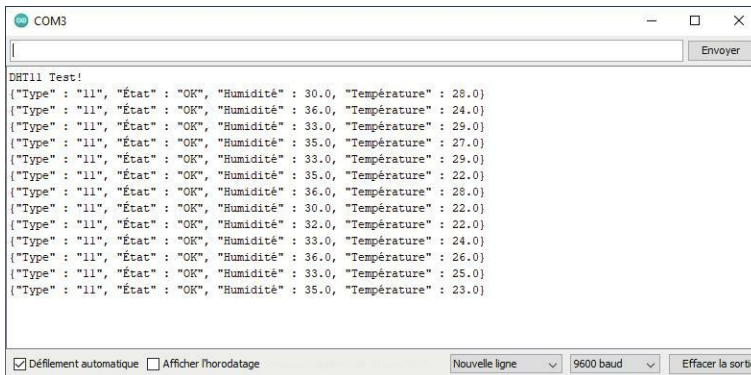 COM3
Envoyer
DHT11 Test!
{"Type" : "11", "État" : "OK", "Humidité" : 30.0, "Température" : 28.0}
{"Type" : "11", "État" : "OK", "Humidité" : 36.0, "Température" : 24.0}
{"Type" : "11", "État" : "OK", "Humidité" : 33.0, "Température" : 29.0}
{"Type" : "11", "État" : "OK", "Humidité" : 35.0, "Température" : 27.0}
{"Type" : "11", "État" : "OK", "Humidité" : 33.0, "Température" : 29.0}
{"Type" : "11", "État" : "OK", "Humidité" : 35.0, "Température" : 22.0}
{"Type" : "11", "État" : "OK", "Humidité" : 36.0, "Température" : 28.0}
{"Type" : "11", "État" : "OK", "Humidité" : 30.0, "Température" : 22.0}
{"Type" : "11", "État" : "OK", "Humidité" : 32.0, "Température" : 22.0}
{"Type" : "11", "État" : "OK", "Humidité" : 33.0, "Température" : 24.0}
{"Type" : "11", "État" : "OK", "Humidité" : 36.0, "Température" : 26.0}
{"Type" : "11", "État" : "OK", "Humidité" : 33.0, "Température" : 25.0}
{"Type" : "11", "État" : "OK", "Humidité" : 35.0, "Température" : 23.0}
Défilement automatique Afficher l'horodatage Nouvelle ligne 9600 baud Effacer la sorti